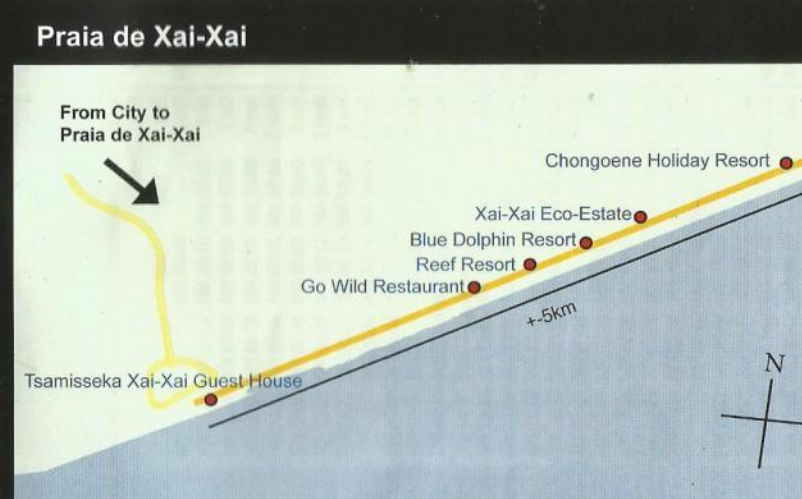 Praia de Xai-Xai
From City to
Praia de Xai-Xai
Chongoene Holiday Resort
Xai-Xai Eco-Estate
Blue Dolphin Resort
Reef Resort
Go Wild Restaurant
+-5km
N
Tsamisseka Xai-Xai Guest House